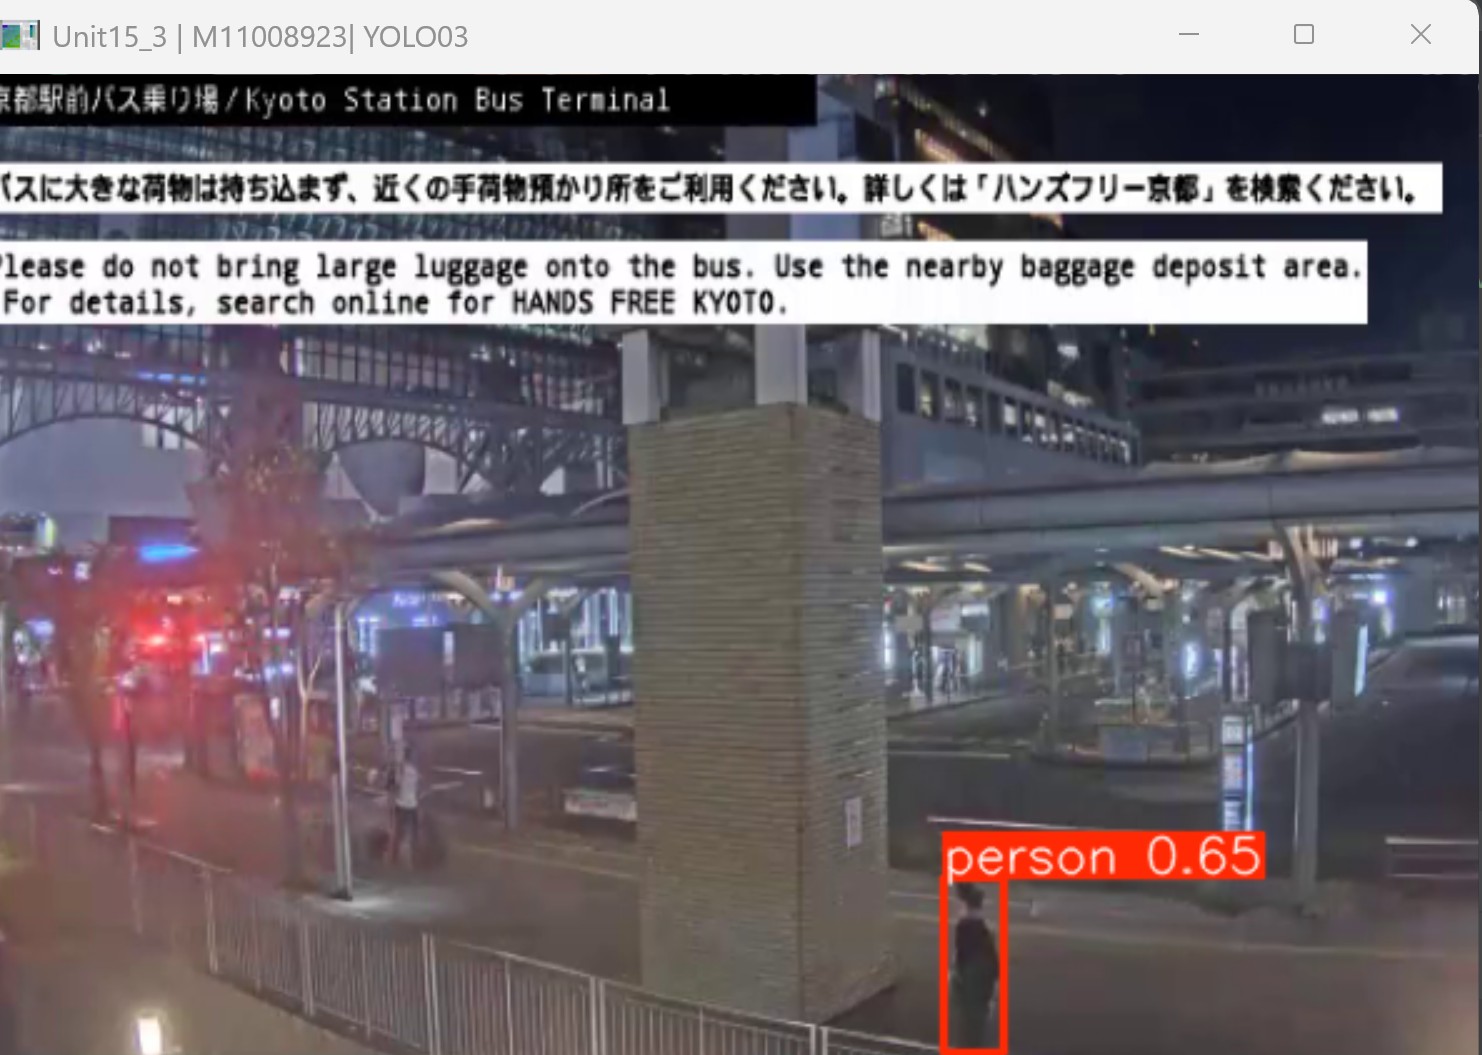 Unit15_3 | M11008923| YOLO03
京都駅前バス乗り場/Kyoto Station Bus Terminal
バスに大きな荷物は持ち込まず、近くの手荷物預かり所をご利用ください。詳しくは「ハンズフリー京都」を検索ください。
Please do not bring large luggage onto the bus. Use the nearby baggage deposit area.
For details, search online for HANDS FREE KYOTO.
person 0.65